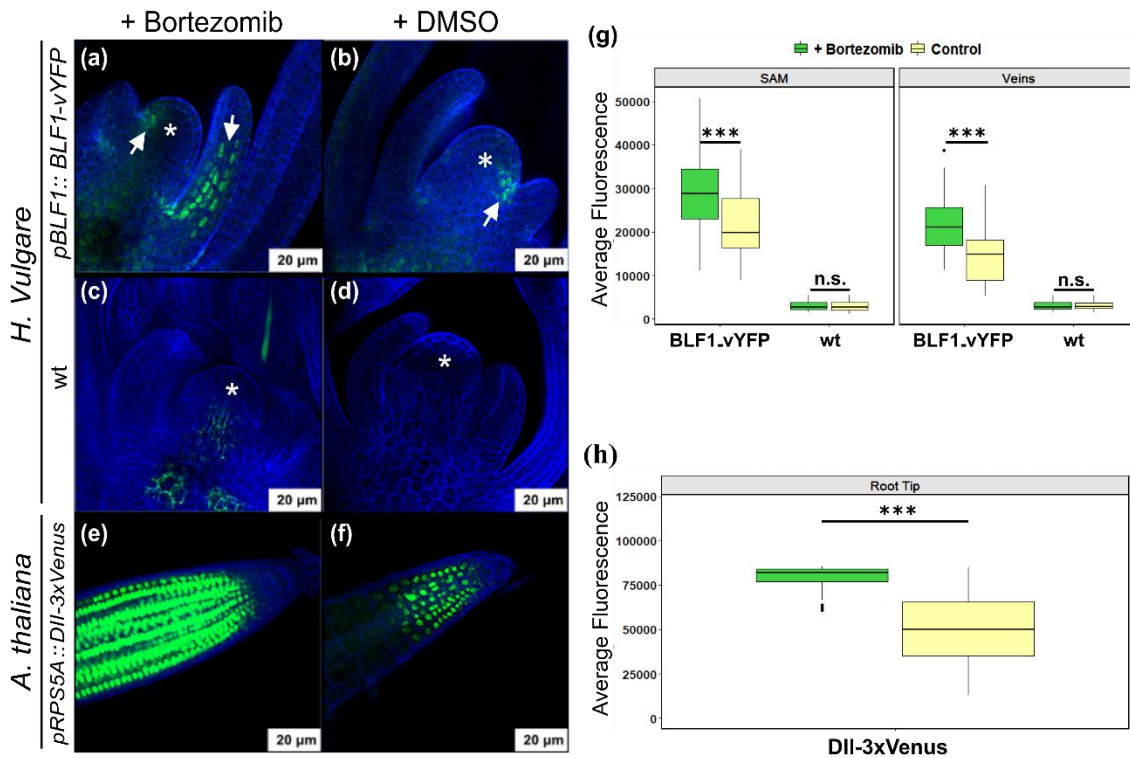 + Bortezomib
+ DMSO
H. Vulgare
pBLF1:: BLF1-vYFP
wt
A. thaliana
pRPS5A::DII-3xVenus
(a)
*
20 µm
(b)
*
20 µm
(c)
*
20 µm
(d)
*
20 µm
(e)
20 µm
(f)
20 µm
(g)
+ Bortezomib Control
SAM
Veins
Average Fluorescence
50000
40000
30000
20000
10000
0
***
n.s.
***
n.s.
BLF1-vYFP
wt
BLF1-vYFP
wt
(h)
Root Tip
Average Fluorescence
125000
100000
75000
50000
25000
0
***
DII-3xVenus